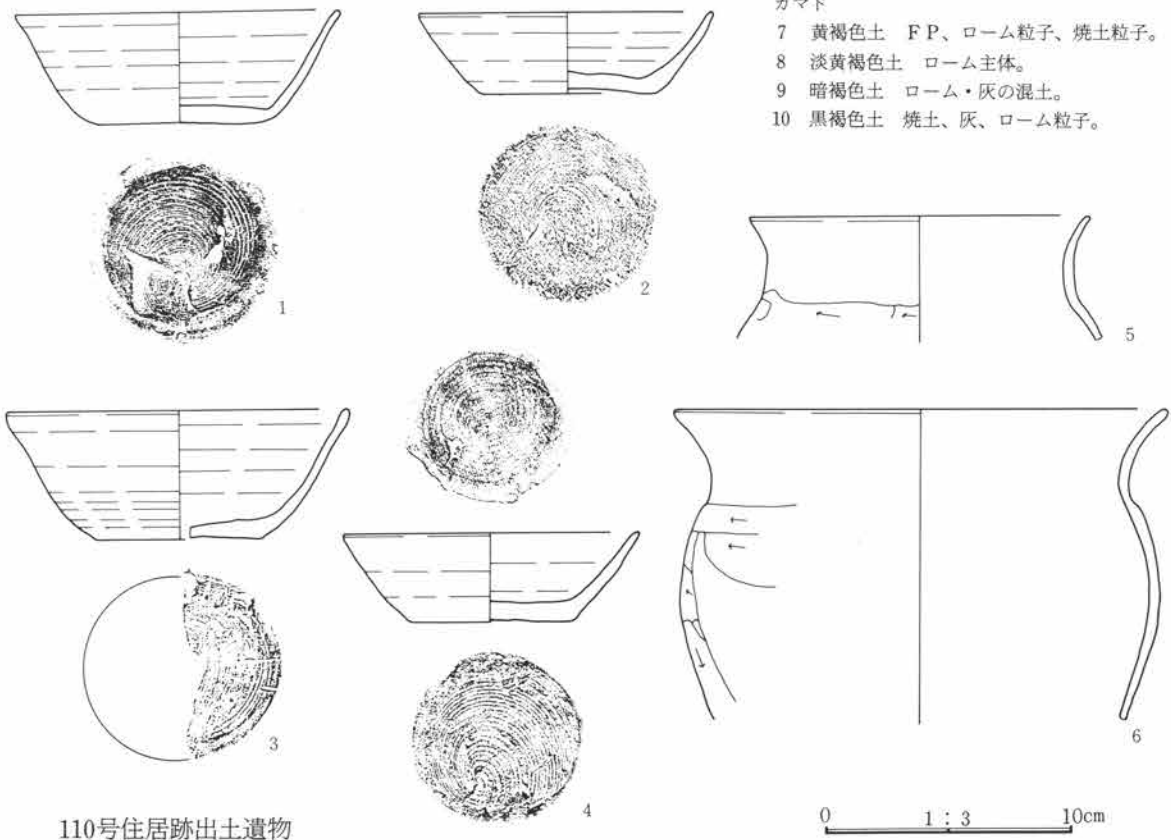 カマド
7 黄褐色土 FP、ローム粒子、焼土粒子。
8 淡黄褐色土 ローム主体。
9 暗褐色土 ローム・灰の混土。
10 黒褐色土 焼土、灰、ローム粒子。
1
2
5
3
4
6
110号住居跡出土遺物
0 1:3 10cm